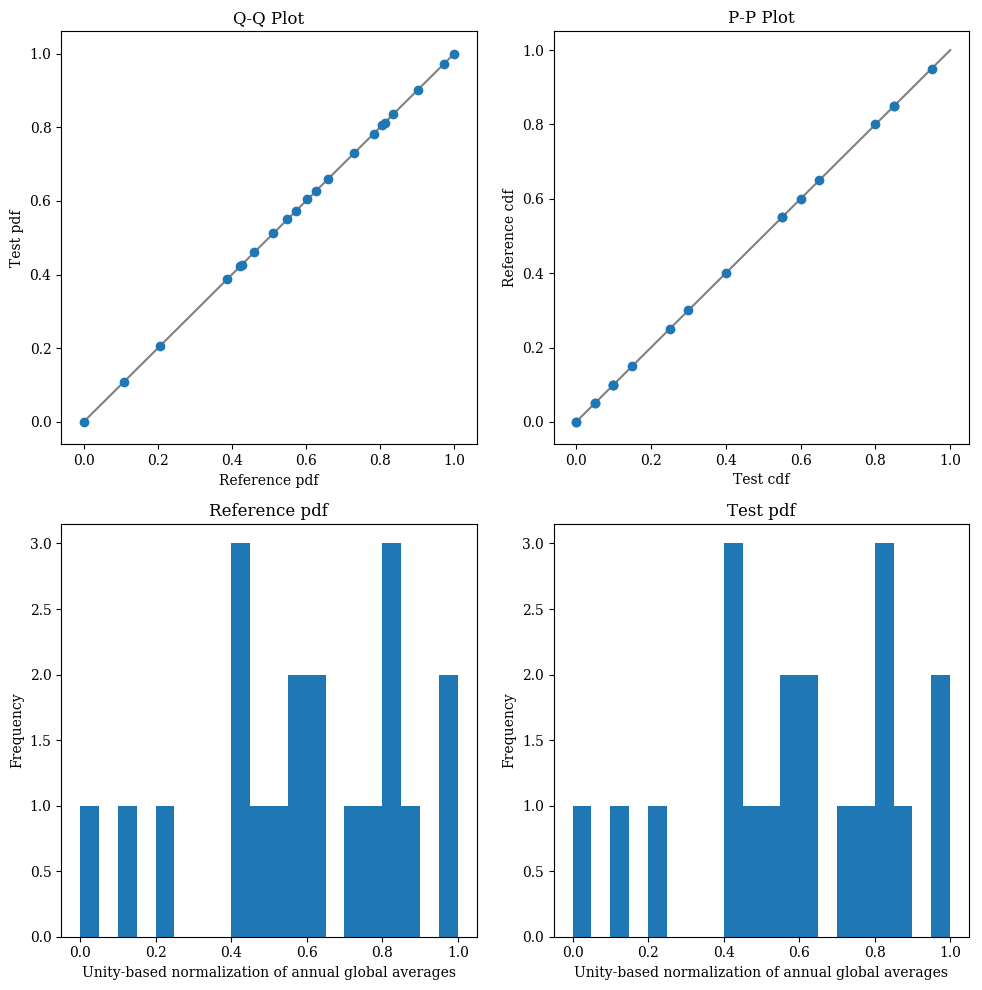 Q-Q Plot
1.0
0.8
0.6
0.4
0.2
0.0
Test pdf
0.0 0.2 0.4 0.6 0.8 1.0
Reference pdf
P-P Plot
1.0
0.8
0.6
0.4
0.2
0.0
Reference cdf
0.0 0.2 0.4 0.6 0.8 1.0
Test cdf
Reference pdf
3.0
2.5
2.0
1.5
1.0
0.5
0.0
Frequency
0.0 0.2 0.4 0.6 0.8 1.0
Unity-based normalization of annual global averages
Test pdf
3.0
2.5
2.0
1.5
1.0
0.5
0.0
Frequency
0.0 0.2 0.4 0.6 0.8 1.0
Unity-based normalization of annual global averages